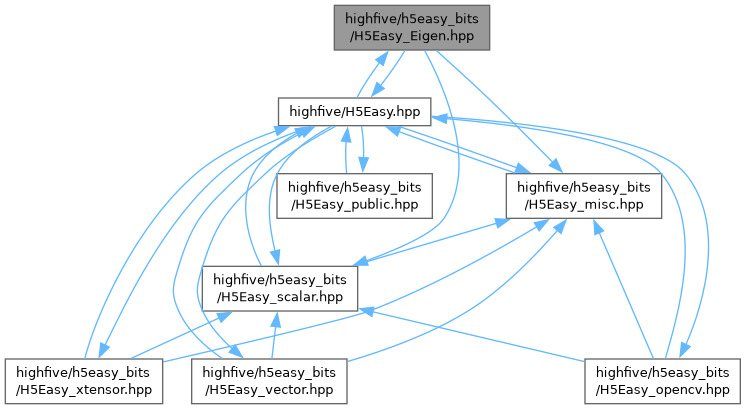 highfive/h5easy_bits
/H5Easy_Eigen.hpp
highfive/H5Easy.hpp
highfive/h5easy_bits
/H5Easy_public.hpp
highfive/h5easy_bits
/H5Easy_misc.hpp
highfive/h5easy_bits
/H5Easy_scalar.hpp
highfive/h5easy_bits
/H5Easy_xtensor.hpp
highfive/h5easy_bits
/H5Easy_vector.hpp
highfive/h5easy_bits
/H5Easy_opencv.hpp